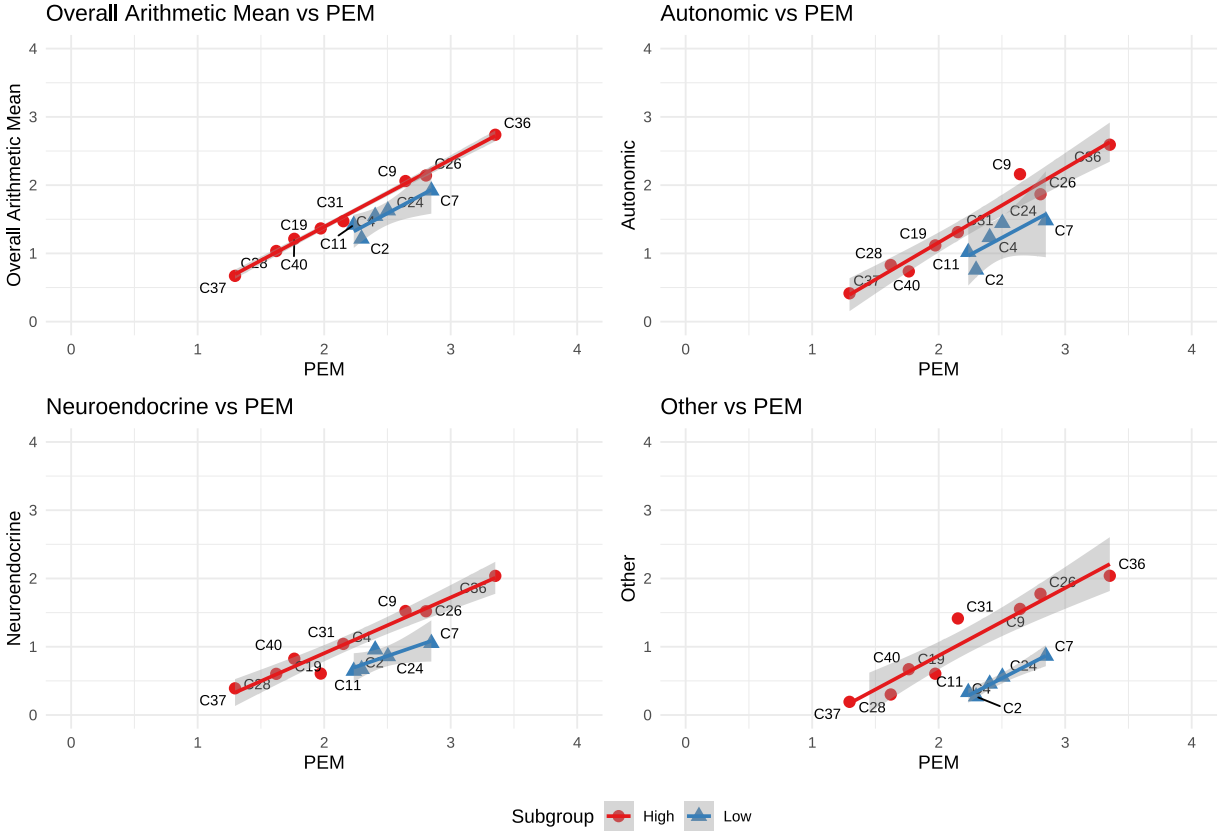 Overall Arithmetic Mean vs PEM
Overall Arithmetic Mean
4
3
2
1
0
C36
C9
C26
C31
C24
C7
C19
C4
C11
C2
C28
C40
C37
0 1 2 3 4
PEM
Autonomic vs PEM
Autonomic
4
3
2
1
0
C9
C36
C26
C24
C31
C19
C7
C4
C28
C11
C37
C40
C2
0 1 2 3 4
PEM
Neuroendocrine vs PEM
Neuroendocrine
4
3
2
1
0
C36
C9
C26
C31
C4
C7
C40
C19
C2
C24
C28
C11
C37
0 1 2 3 4
PEM
Other vs PEM
Other
4
3
2
1
0
C36
C26
C31
C9
C7
C40
C19
C24
C11
C4
C37
C28
C2
0 1 2 3 4
PEM
Subgroup High Low